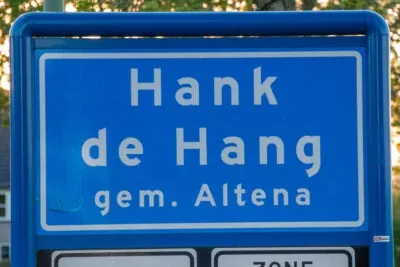 Hank
de Hang
gem. Altena
ZONE